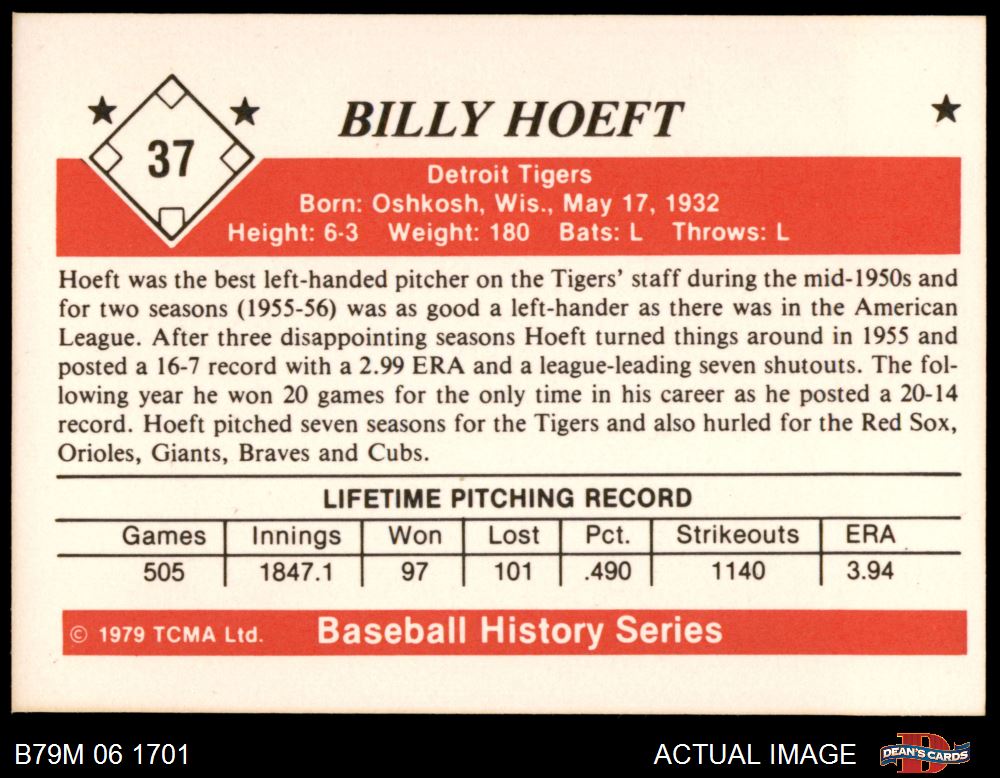 37
BILLY HOEFT
Detroit Tigers
Born: Oshkosh, Wis., May 17, 1932
Height: 6-3 Weight: 180 Bats: L Throws: L
Hoeft was the best left-handed pitcher on the Tigers' staff during the mid-1950s and
for two seasons (1955-56) was as good a left-hander as there was in the American
League. After three disappointing seasons Hoeft turned things around in 1955 and
posted a 16-7 record with a 2.99 ERA and a league-leading seven shutouts. The fol-
lowing year he won 20 games for the only time in his career as he posted a 20-14
record. Hoeft pitched seven seasons for the Tigers and also hurled for the Red Sox,
Orioles, Giants, Braves and Cubs.
LIFETIME PITCHING RECORD
Games Innings Won Lost Pct. Strikeouts ERA
505 1847.1 97 101 .490 1140 3.94
© 1979 TCMA Ltd. Baseball History Series
B79M 06 1701 ACTUAL IMAGE D DEAN'S CARDS